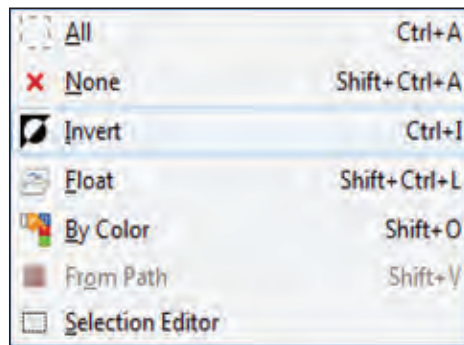 All Ctrl+A
None Shift+Ctrl+A
Invert Ctrl+I
Float Shift+Ctrl+L
By Color Shift+O
From Path Shift+V
Selection Editor